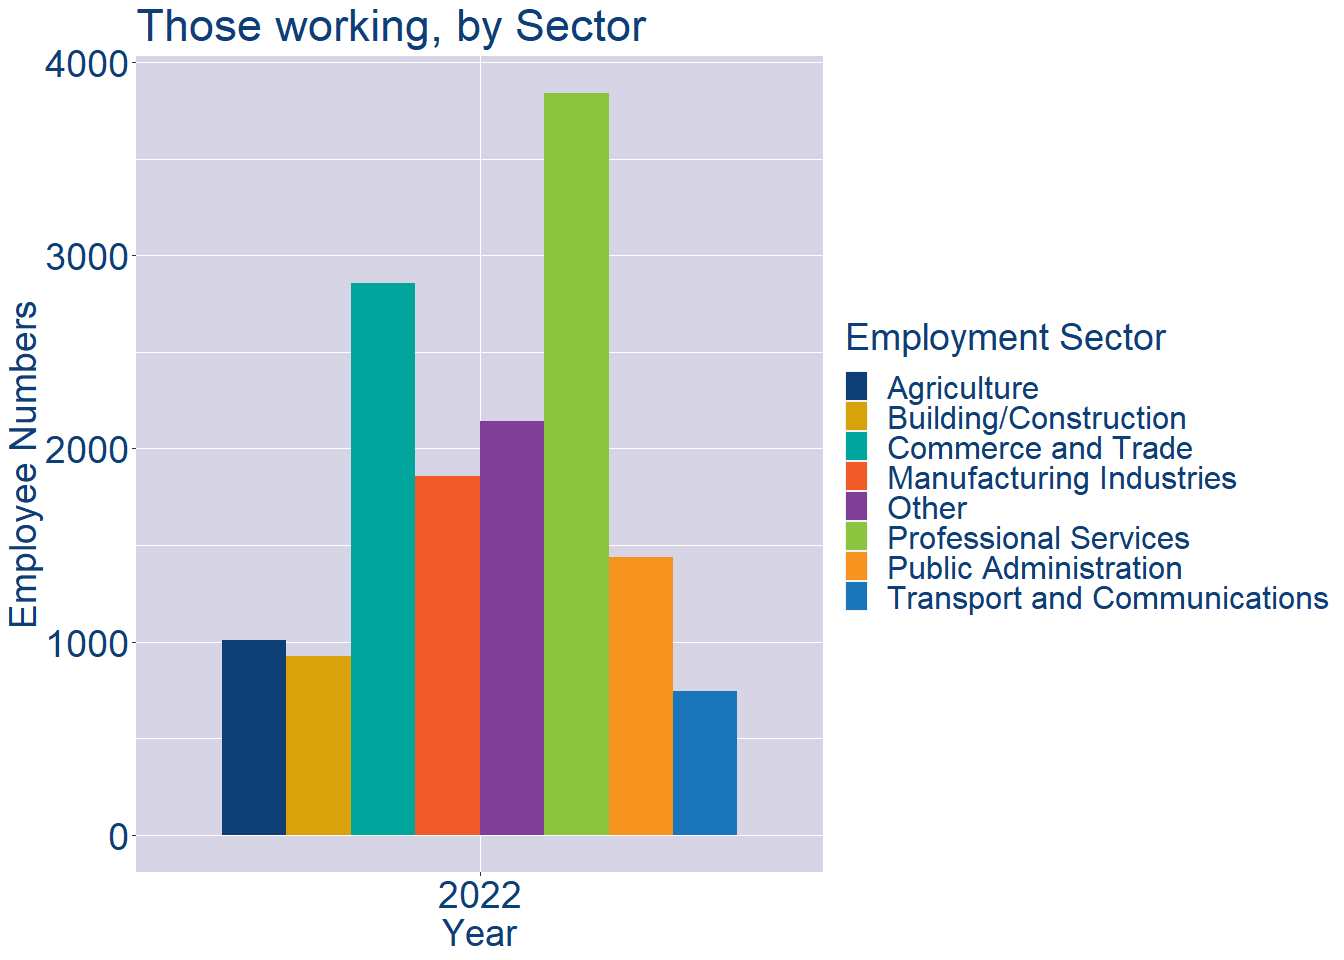 Those working, by Sector
4000
3000
2000
1000
0
Employee Numbers
2022
Year
Employment Sector
Agriculture
Building/Construction
Commerce and Trade
Manufacturing Industries
Other
Professional Services
Public Administration
Transport and Communications